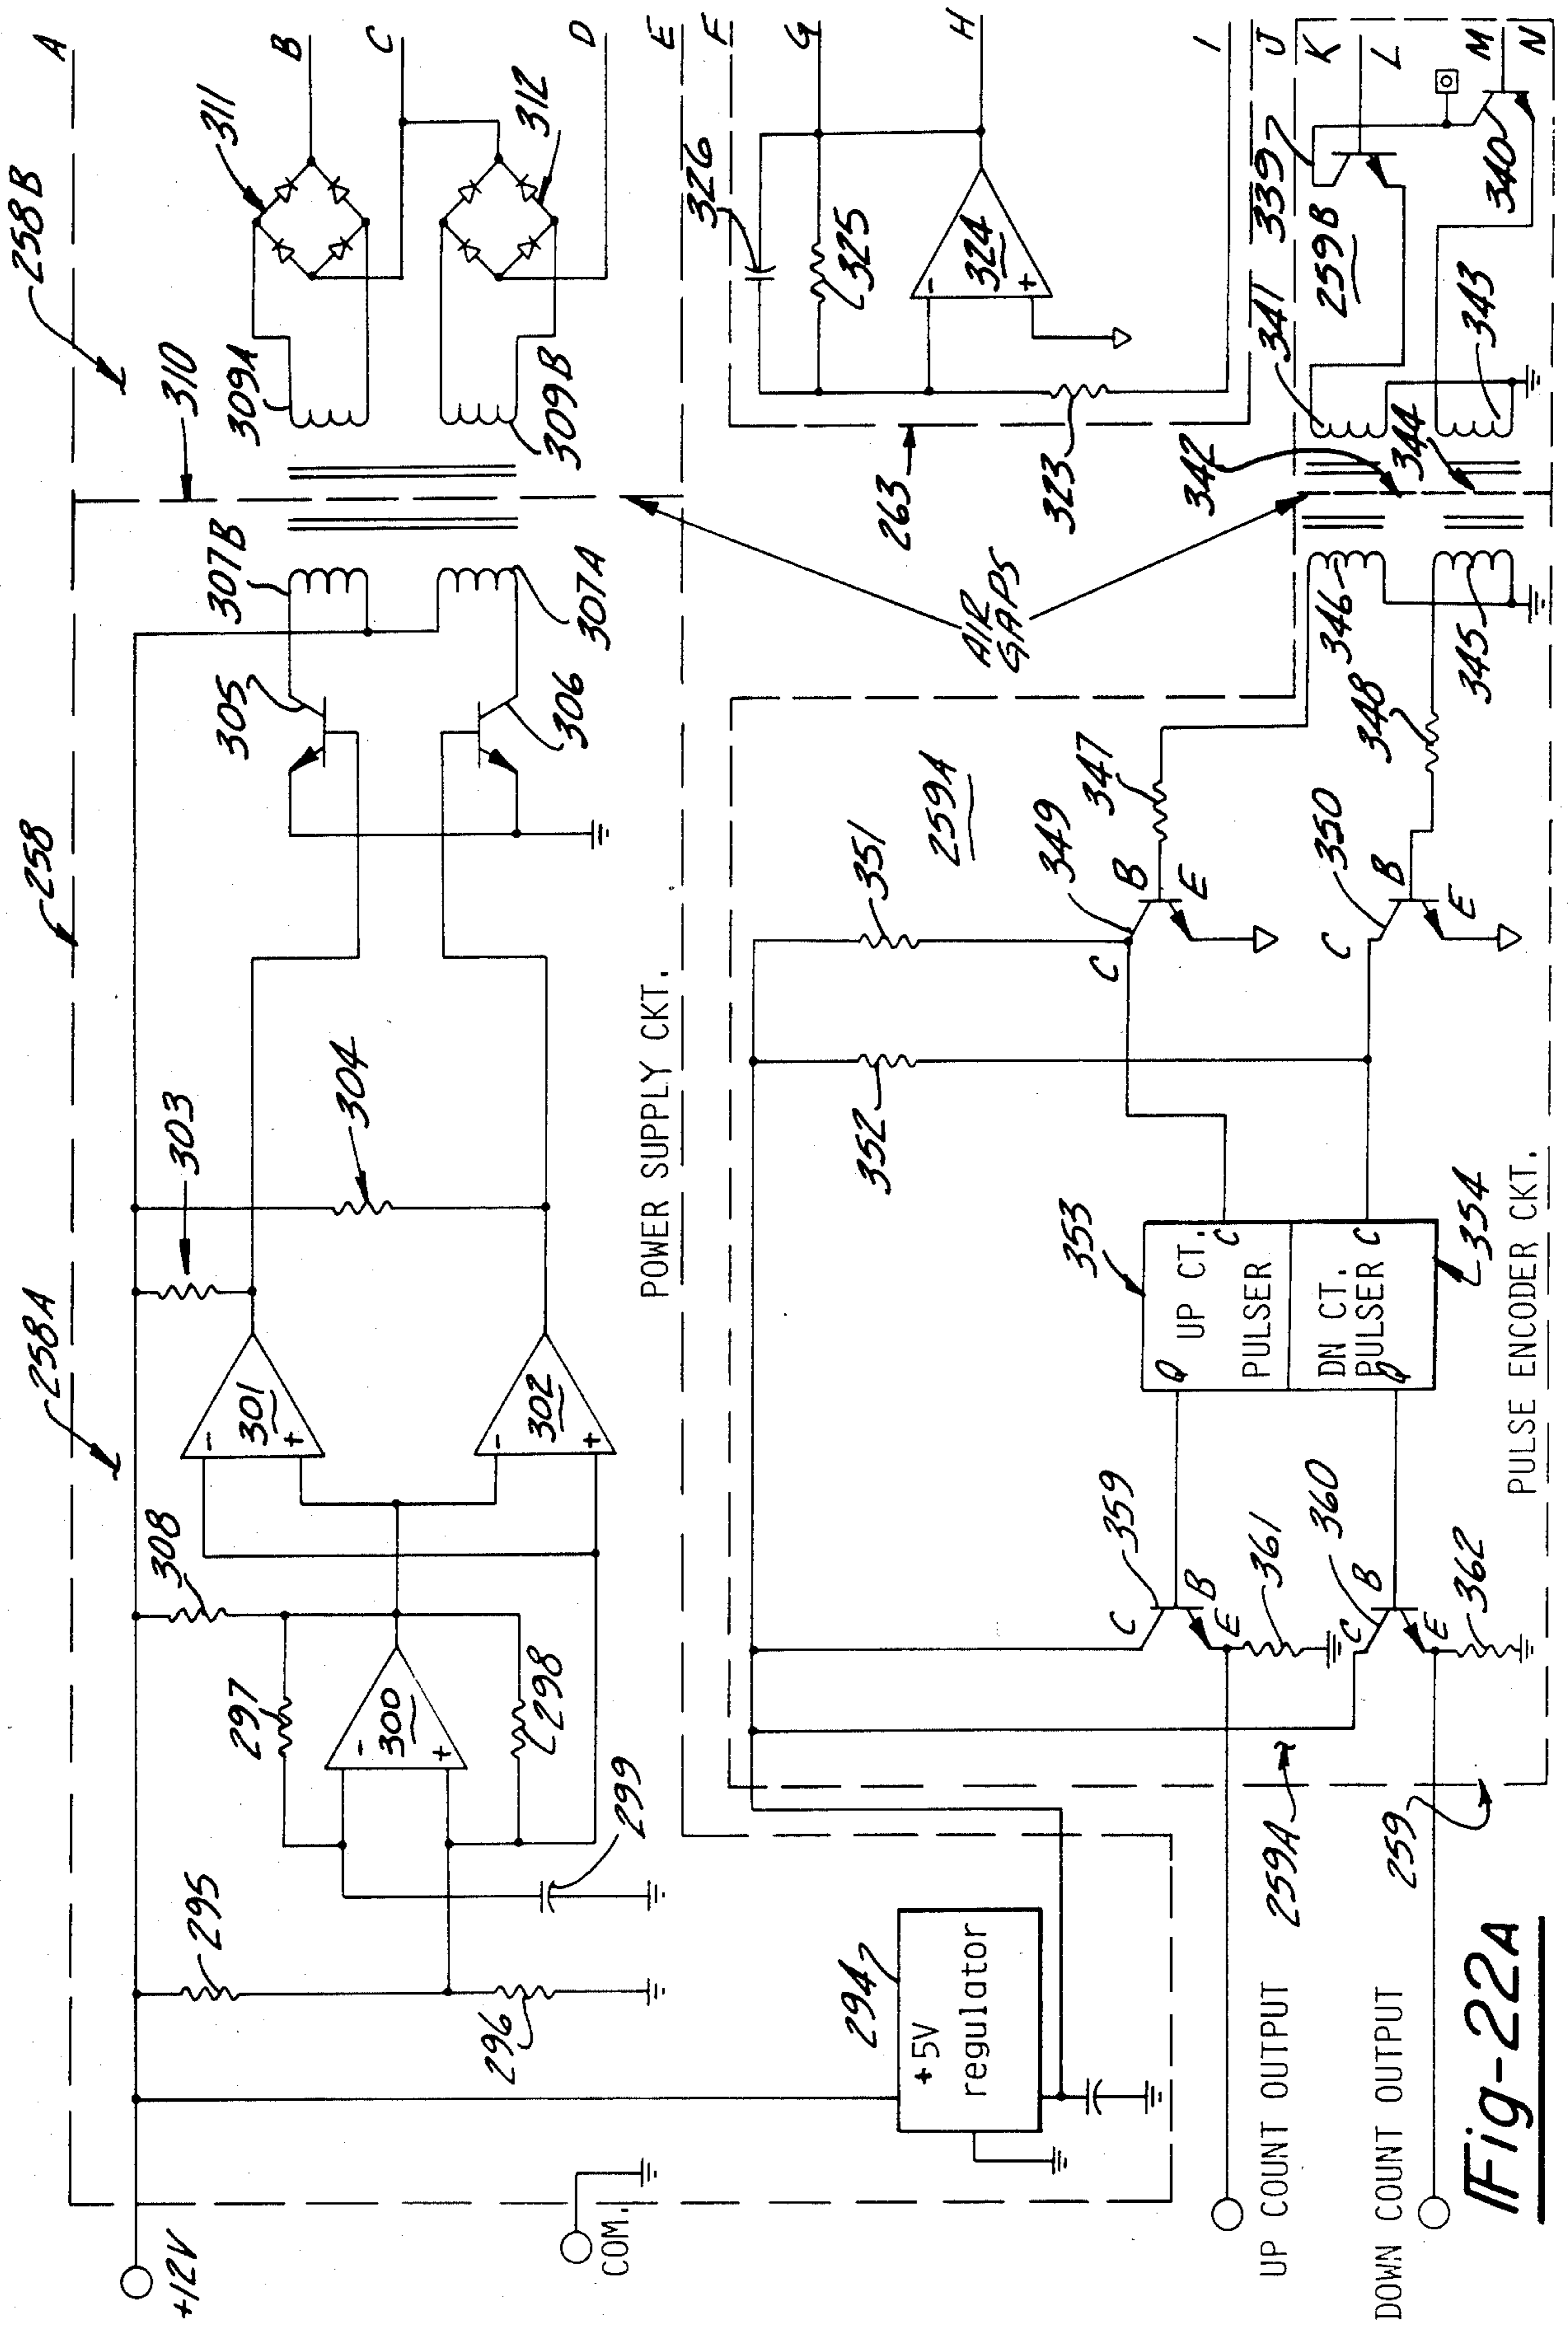 A
258B
258
258A
311
B
C
312
D
E
310
309A
309B
307B
307A
305
306
303
304
308
301
-
+
302
-
+
297
300
-
+
298
299
295
296
+12V
COM.
POWER SUPPLY CKT.
294
+5V
regulator
AIR
GAPS
F
G
H
I
J
326
325
324
-
+
323
263
K
L
M
N
339
340
259B
341
343
342
344
346
345
348
347
259A
351
352
349
C
B
E
350
C
B
E
353
UP CT.
PULSER
Q
C
DN CT.
PULSER
Q
C
354
359
C
B
E
361
360
C
B
E
362
PULSE ENCODER CKT.
259A
259
UP COUNT OUTPUT
DOWN COUNT OUTPUT
Fig-22A